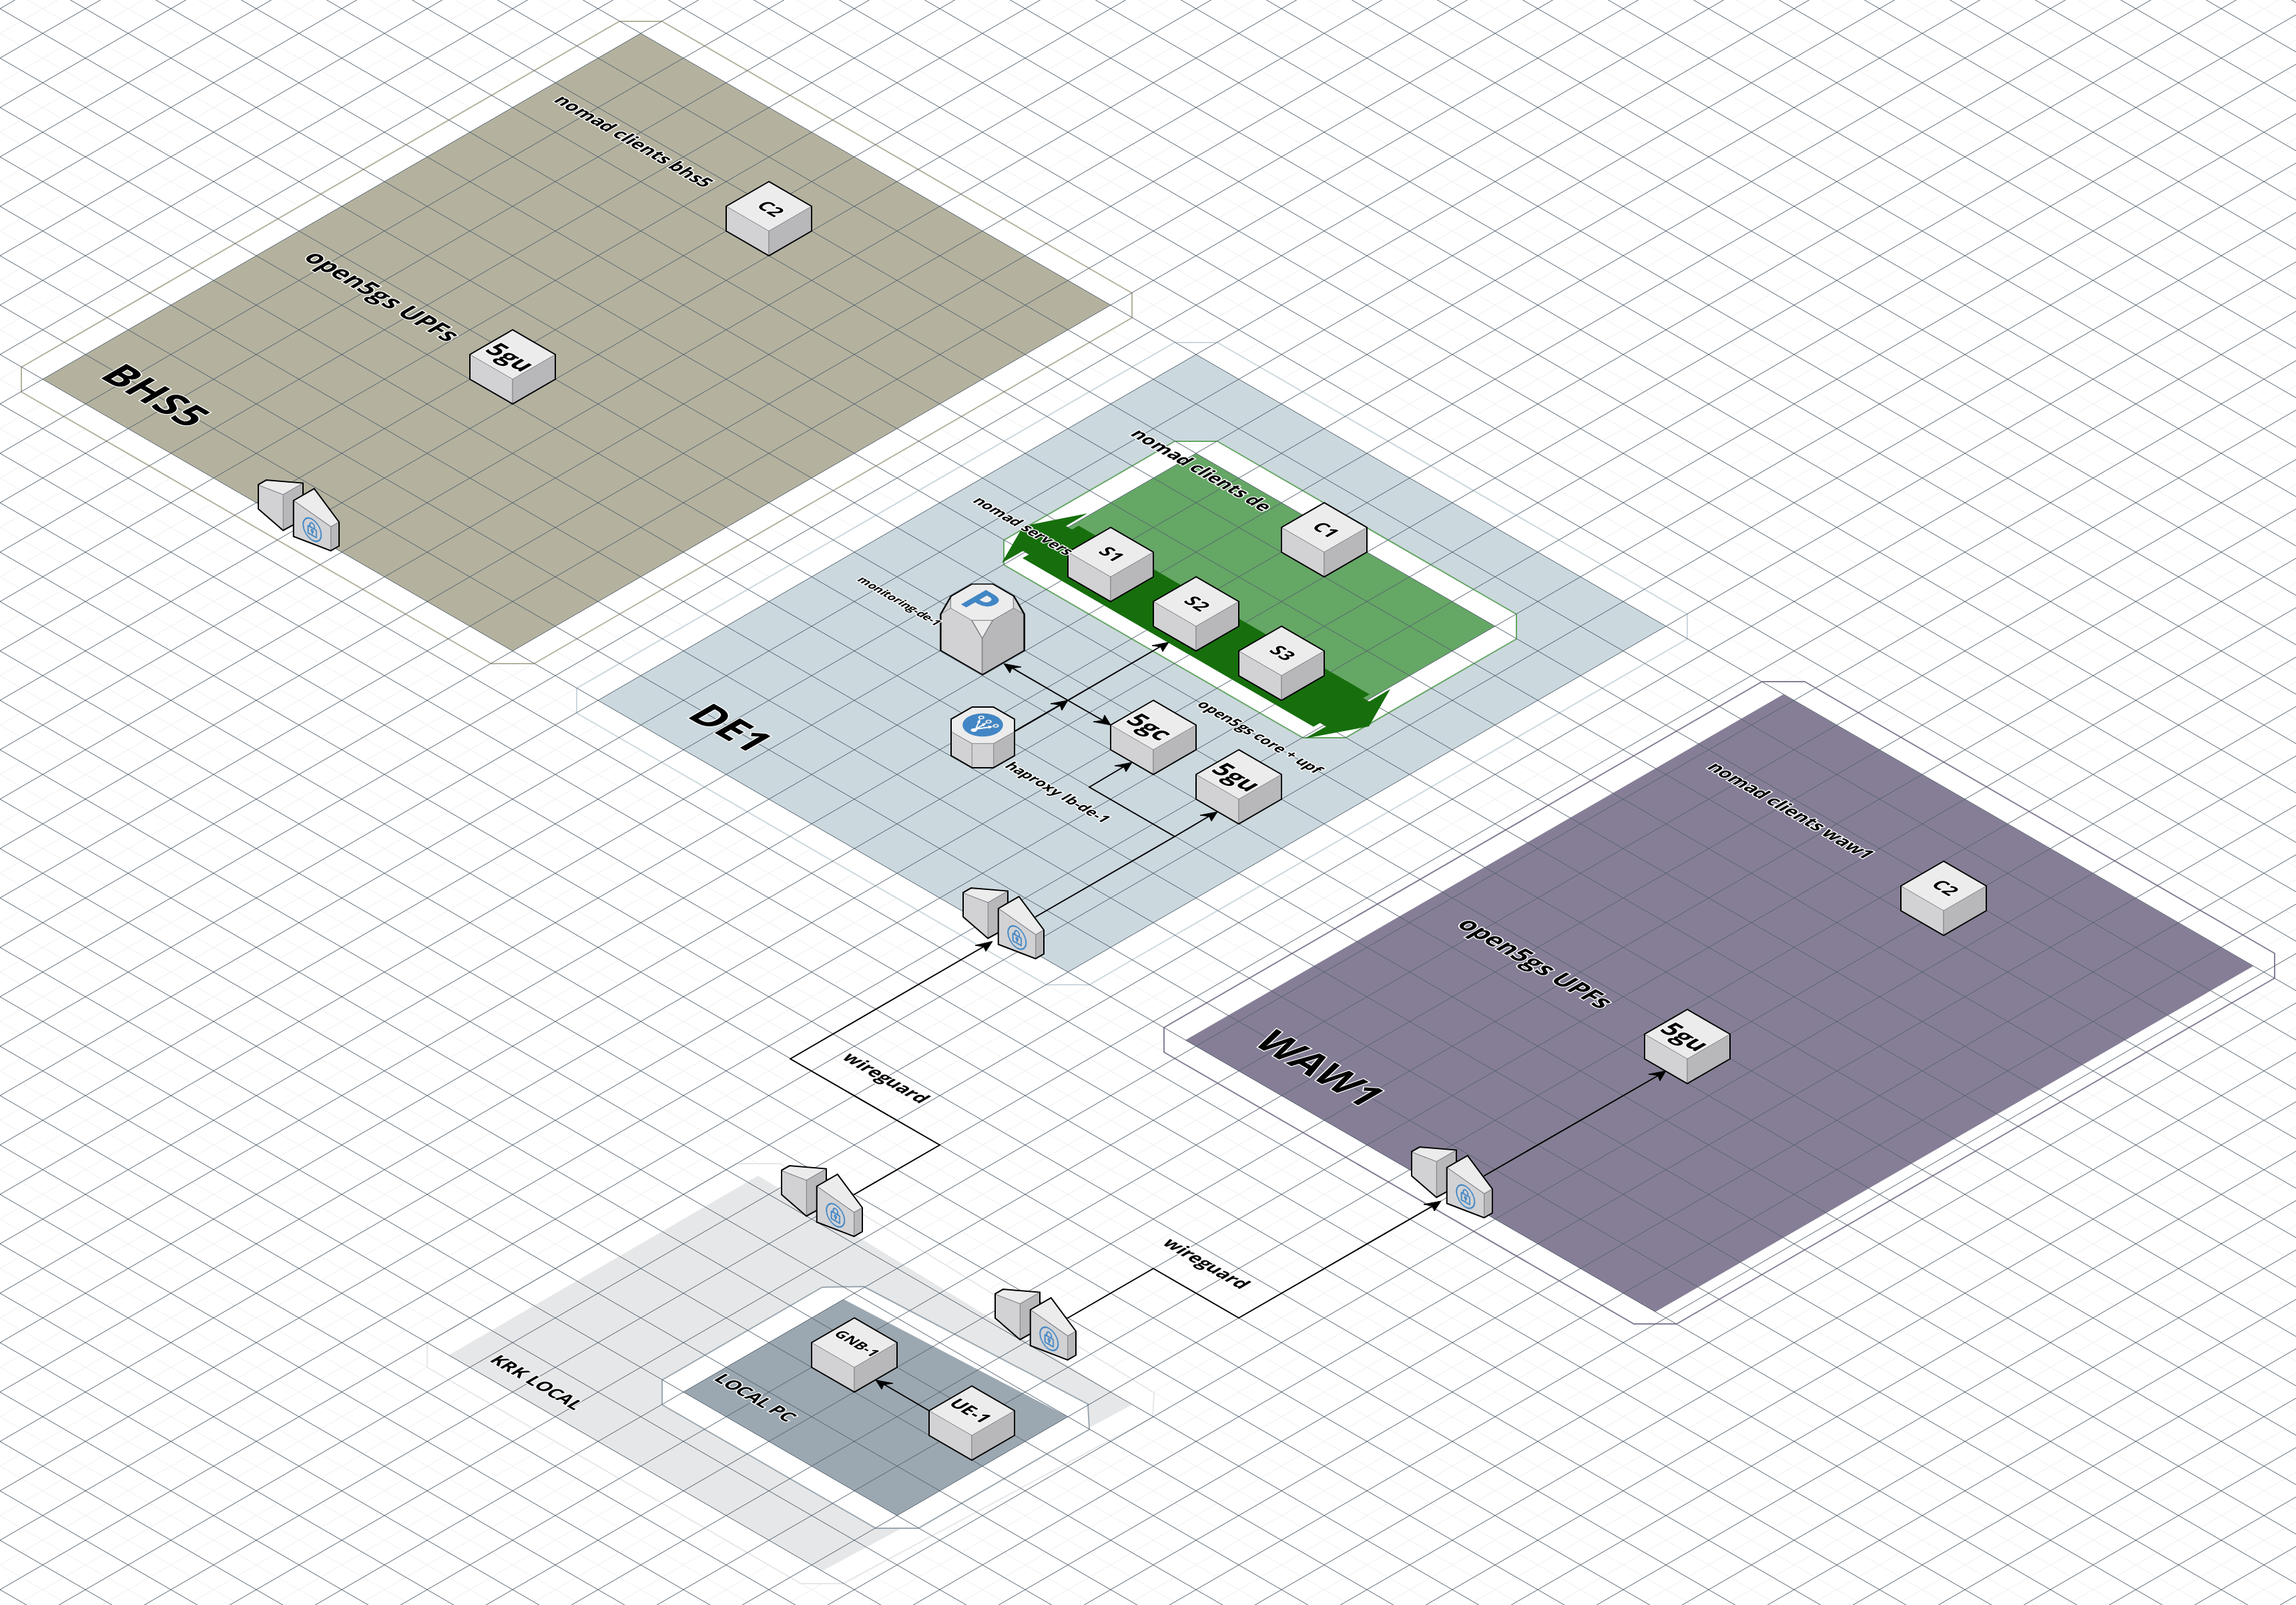 nomad clients bhs5
C2
open5gs UPFs
5gu
BHS5
nomad clients de
C1
nomad servers
S1
S2
S3
monitoring-de-1
P
DE1
5gc
open5gs core + upf
5gu
haproxy lb-de-1
nomad clients waw1
C2
open5gs UPFs
5gu
WAW1
wireguard
wireguard
KRK LOCAL
LOCAL PC
GNB-1
UE-1